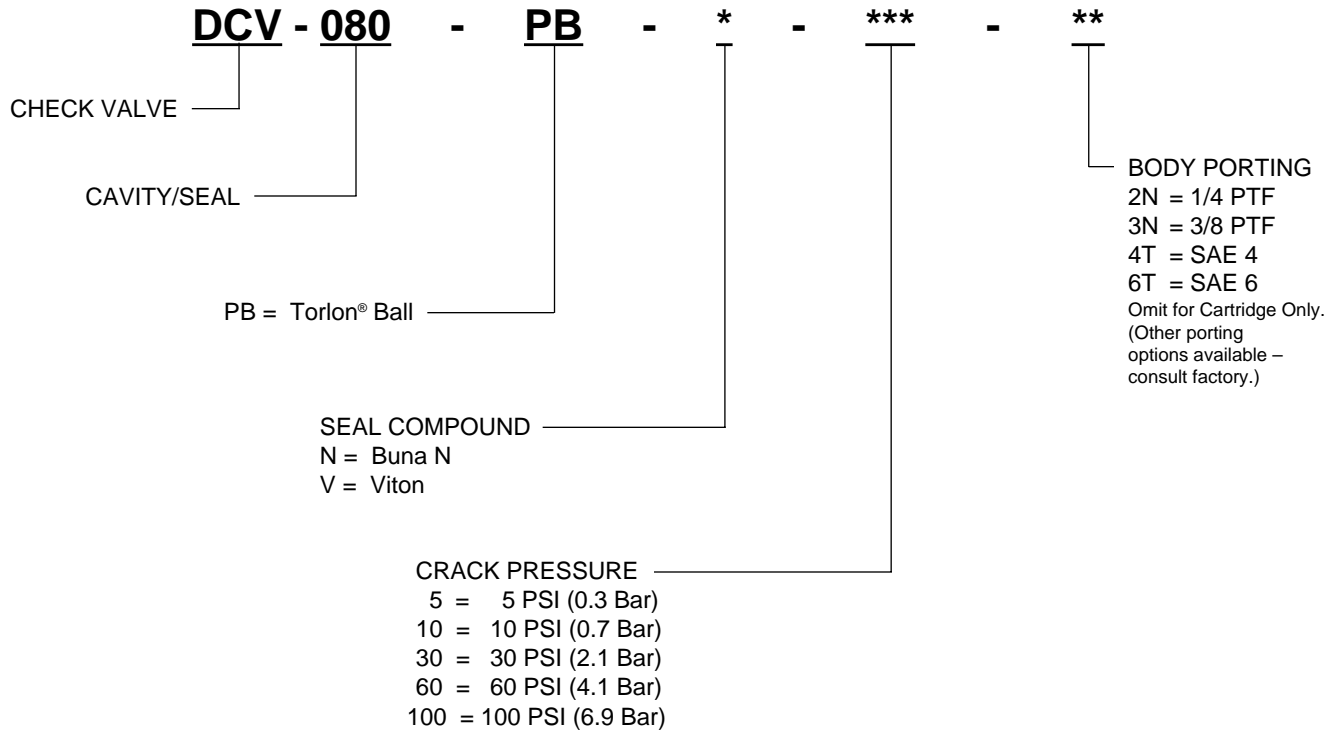 DCV - 080 - PB - * - *** - **
CHECK VALVE
CAVITY/SEAL
PB = Torlon® Ball
SEAL COMPOUND
N = Buna N
V = Viton
CRACK PRESSURE
5 = 5 PSI (0.3 Bar)
10 = 10 PSI (0.7 Bar)
30 = 30 PSI (2.1 Bar)
60 = 60 PSI (4.1 Bar)
100 = 100 PSI (6.9 Bar)
BODY PORTING
2N = 1/4 PTF
3N = 3/8 PTF
4T = SAE 4
6T = SAE 6
Omit for Cartridge Only.
(Other porting
options available –
consult factory.)